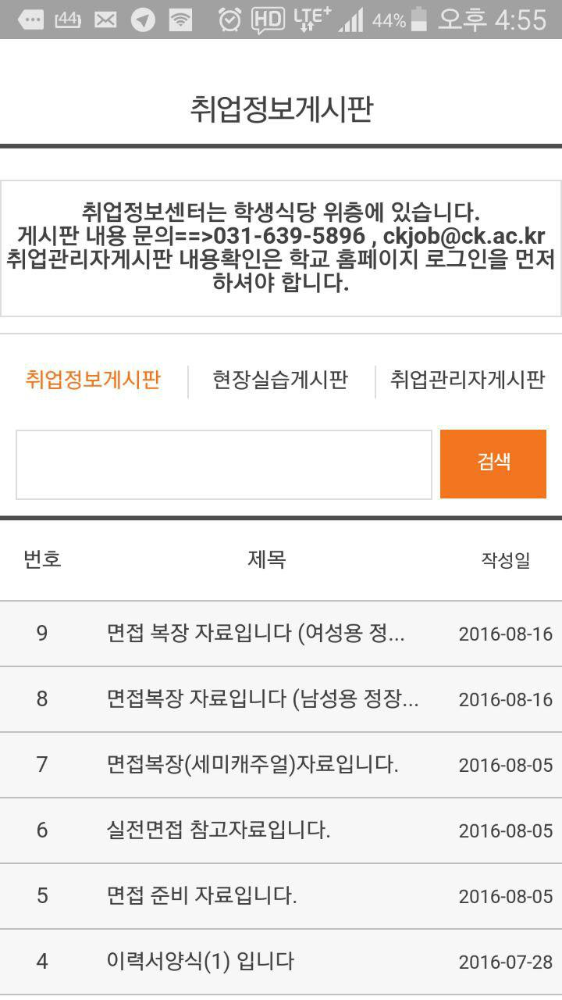 44 HD LTE+ 44% 오후 4:55
취업정보게시판
취업정보센터는 학생식당 위층에 있습니다.
게시판 내용 문의==>031-639-5896 , ckjob@ck.ac.kr
취업관리자게시판 내용확인은 학교 홈페이지 로그인을 먼저
하셔야 합니다.
취업정보게시판 현장실습게시판 취업관리자게시판
검색
번호 제목 작성일
9 면접 복장 자료입니다 (여성용 정... 2016-08-16
8 면접복장 자료입니다 (남성용 정장... 2016-08-16
7 면접복장(세미캐주얼)자료입니다. 2016-08-05
6 실전면접 참고자료입니다. 2016-08-05
5 면접 준비 자료입니다. 2016-08-05
4 이력서양식(1) 입니다 2016-07-28